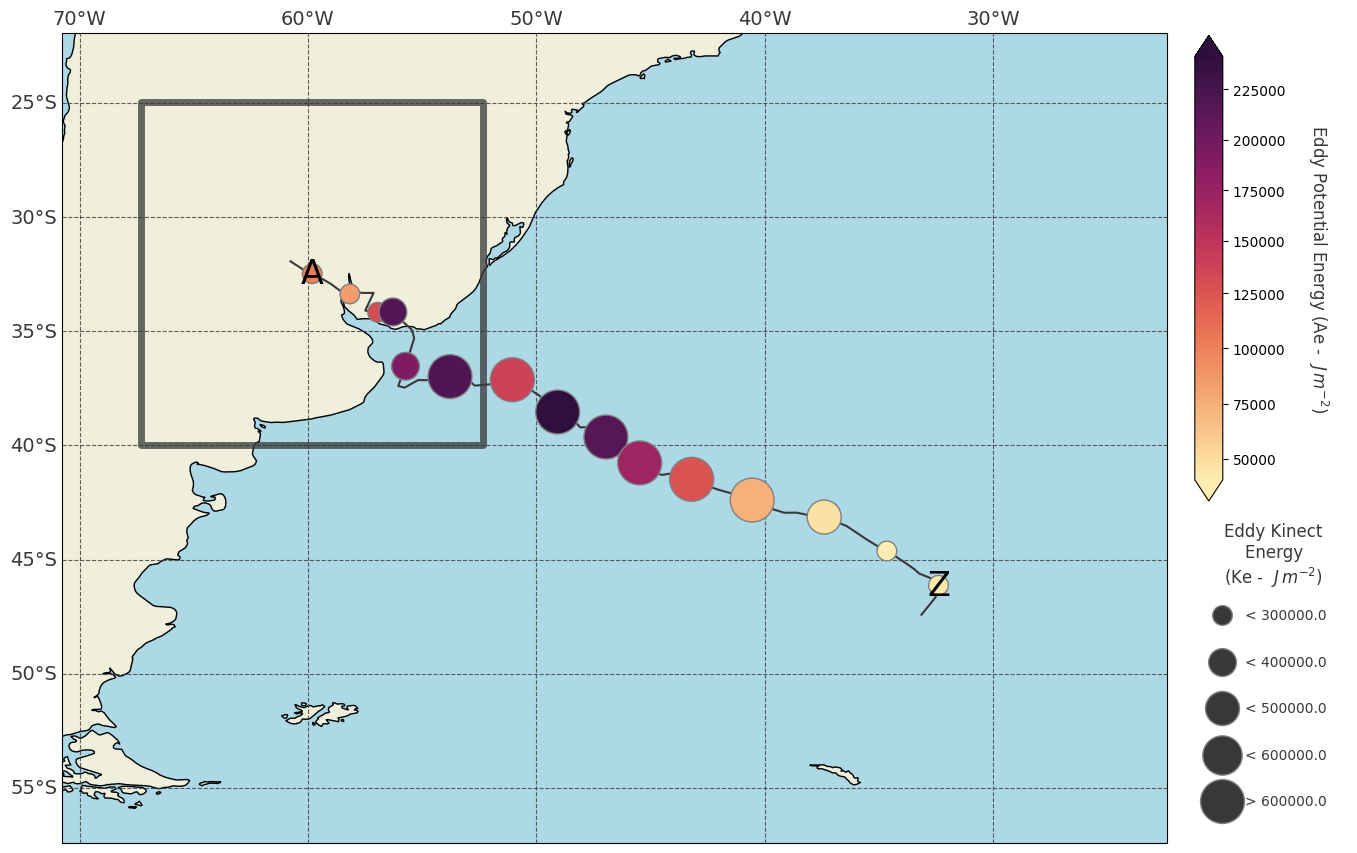 70°W 60°W 50°W 40°W 30°W
25°S
30°S
35°S
40°S
45°S
50°S
55°S
A
Z
225000
200000
175000
150000
125000
100000
75000
50000
Eddy Potential Energy (Ae - J m⁻²)
Eddy Kinect
Energy
(Ke - J m⁻²)
< 300000.0
< 400000.0
< 500000.0
< 600000.0
> 600000.0